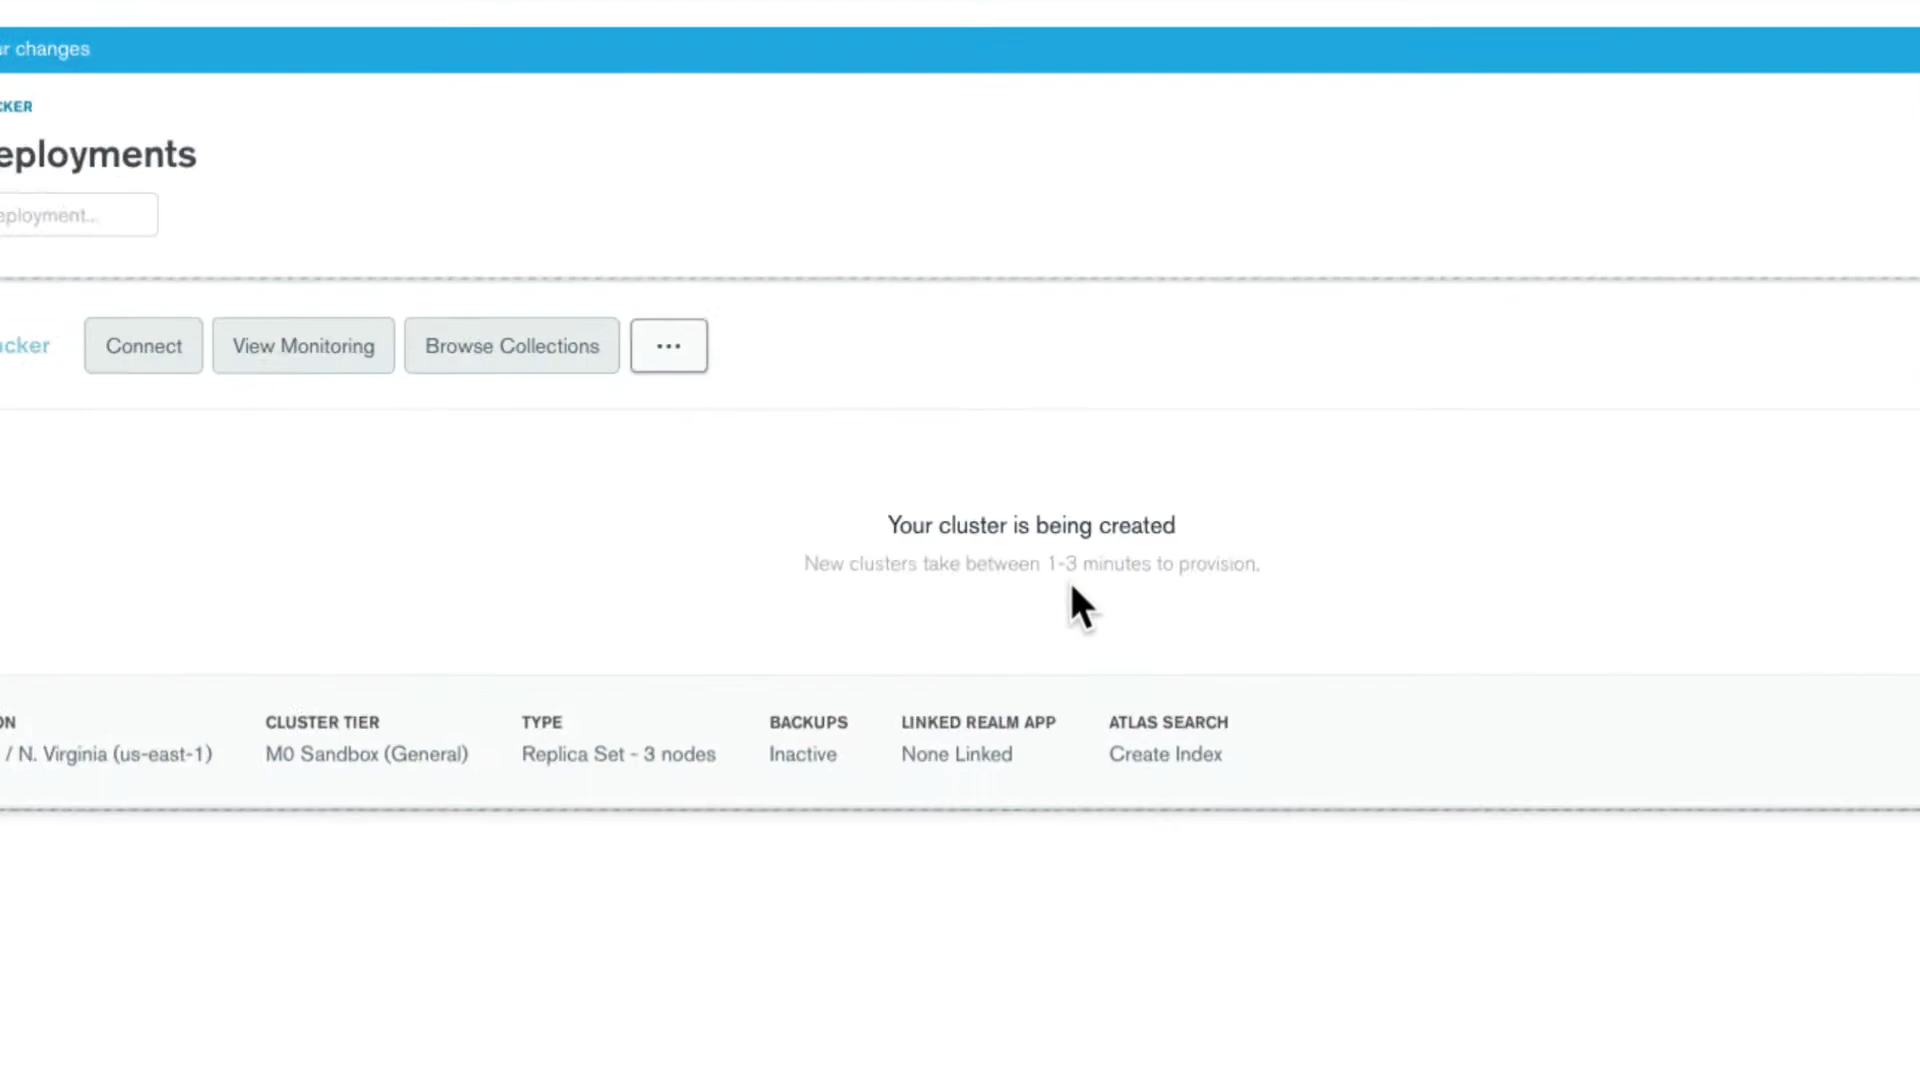 ur changes
CKER
eployments
eployment...
acker Connect View Monitoring Browse Collections ...
Your cluster is being created
New clusters take between 1-3 minutes to provision.
ON CLUSTER TIER TYPE BACKUPS LINKED REALM APP ATLAS SEARCH
/ N. Virginia (us-east-1) M0 Sandbox (General) Replica Set - 3 nodes Inactive None Linked Create Index